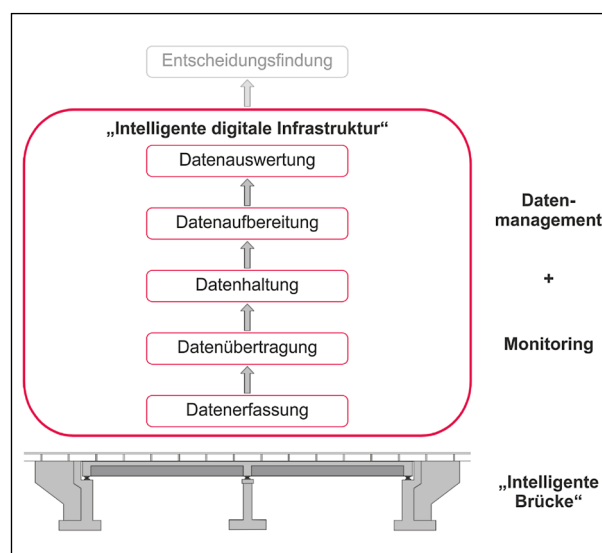 Entscheidungsfindung
„Intelligente digitale Infrastruktur“
Datenauswertung
Datenaufbereitung
Datenhaltung
Datenübertragung
Datenerfassung
Daten-
management
+
Monitoring
„Intelligente
Brücke“